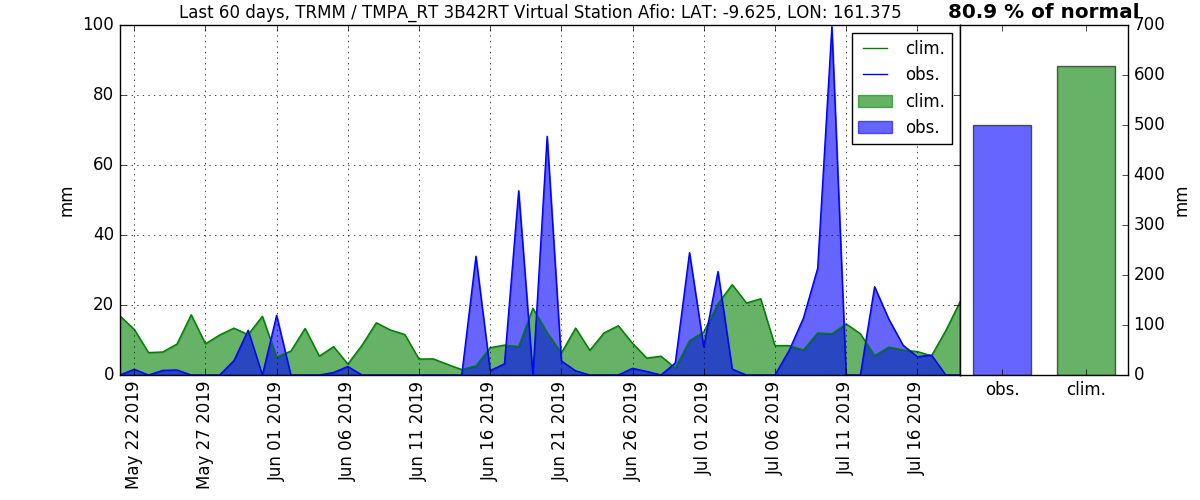 Last 60 days, TRMM / TMPA_RT 3B42RT Virtual Station Afio: LAT: -9.625, LON: 161.375
80.9 % of normal
100
80
60
40
20
0
mm
clim.
obs.
clim.
obs.
May 22 2019
May 27 2019
Jun 01 2019
Jun 06 2019
Jun 11 2019
Jun 16 2019
Jun 21 2019
Jun 26 2019
Jul 01 2019
Jul 06 2019
Jul 11 2019
Jul 16 2019
700
600
500
400
300
200
100
0
mm
obs.
clim.